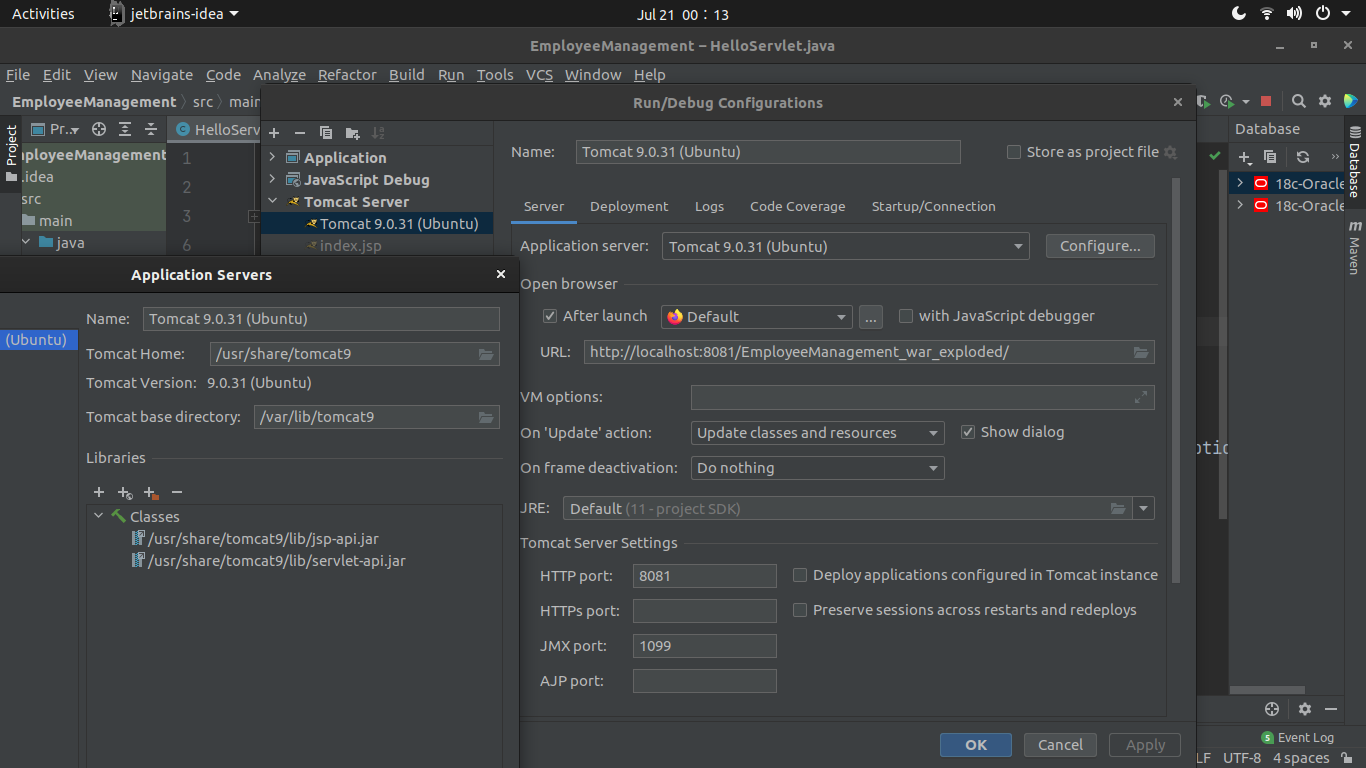 Activities jetbrains-idea Jul 21 00 : 13
EmployeeManagement – HelloServlet.java
File Edit View Navigate Code Analyze Refactor Build Run Tools VCS Window Help
EmployeeManagement src main
Run/Debug Configurations
Project
Pr...
HelloServ
Database
ployeeManagement
.idea
src
main
java
1
2
3
6
Application
JavaScript Debug
Tomcat Server
Tomcat 9.0.31 (Ubuntu)
index.jsp
Name: Tomcat 9.0.31 (Ubuntu) Store as project file
Server Deployment Logs Code Coverage Startup/Connection
Application server: Tomcat 9.0.31 (Ubuntu) Configure...
Open browser
After launch Default ... with JavaScript debugger
URL: http://localhost:8081/EmployeeManagement_war_exploded/
VM options:
On 'Update' action: Update classes and resources Show dialog
On frame deactivation: Do nothing
JRE: Default (11 - project SDK)
Tomcat Server Settings
HTTP port: 8081 Deploy applications configured in Tomcat instance
HTTPs port: Preserve sessions across restarts and redeploys
JMX port: 1099
AJP port:
OK Cancel Apply
Application Servers
(Ubuntu)
Name: Tomcat 9.0.31 (Ubuntu)
Tomcat Home: /usr/share/tomcat9
Tomcat Version: 9.0.31 (Ubuntu)
Tomcat base directory: /var/lib/tomcat9
Libraries
Classes
/usr/share/tomcat9/lib/jsp-api.jar
/usr/share/tomcat9/lib/servlet-api.jar
18c-Oracle
18c-Oracle
Database
Maven
ptio
Event Log
LF UTF-8 4 spaces